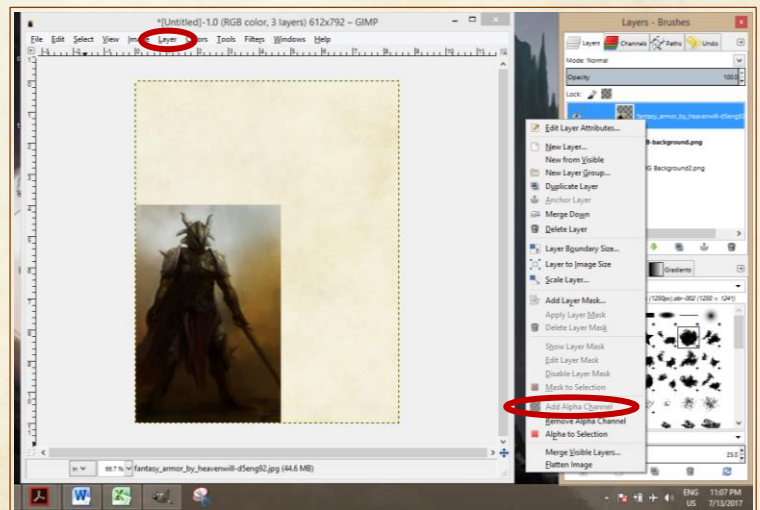 *[Untitled]-1.0 (RGB color, 3 layers) 612x792 – GIMP
File Edit Select View Image Layer Colors Tools Filters Windows Help
in 66.7 % fantasy_armor_by_heavenwill-d5eng92.jpg (44.6 MB)
Layers - Brushes
Layers Channels Paths Undo
Mode: Normal
Opacity 100.0
Lock:
fantasy_armor_by_heavenwill-d5eng92
B-background.png
G Background2.png
Edit Layer Attributes...
New Layer...
New from Visible
New Layer Group...
Duplicate Layer
Anchor Layer
Merge Down
Delete Layer
Layer Boundary Size...
Layer to Image Size
Scale Layer...
Add Layer Mask...
Apply Layer Mask
Delete Layer Mask
Show Layer Mask
Edit Layer Mask
Disable Layer Mask
Mask to Selection
Add Alpha Channel
Remove Alpha Channel
Alpha to Selection
Merge Visible Layers...
Flatten Image
Gradients
(1250px).abr-002 (1250 × 1241)
25.0
ENG 11:07 PM
US 7/13/2017